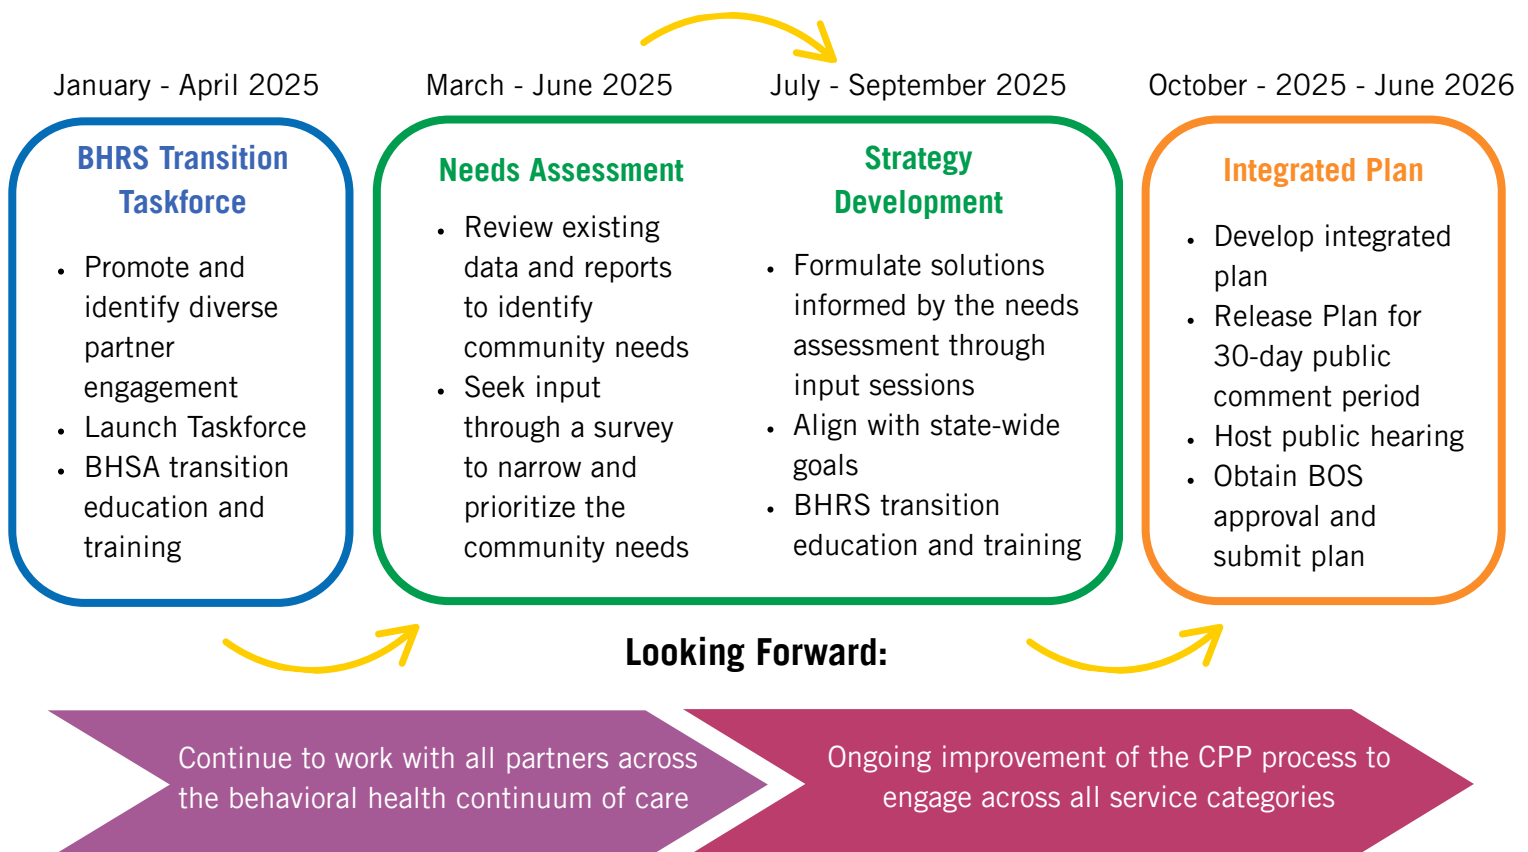 January - April 2025
BHRS Transition
Taskforce
• Promote and
identify diverse
partner
engagement
• Launch Taskforce
• BHSA transition
education and
training
March - June 2025
Needs Assessment
• Review existing
data and reports
to identify
community needs
• Seek input
through a survey
to narrow and
prioritize the
community needs
July - September 2025
Strategy
Development
• Formulate solutions
informed by the needs
assessment through
input sessions
• Align with state-wide
goals
• BHRS transition
education and training
October - 2025 - June 2026
Integrated Plan
• Develop integrated
plan
• Release Plan for
30-day public
comment period
• Host public hearing
• Obtain BOS
approval and
submit plan
Looking Forward:
Continue to work with all partners across
the behavioral health continuum of care
Ongoing improvement of the CPP process to
engage across all service categories